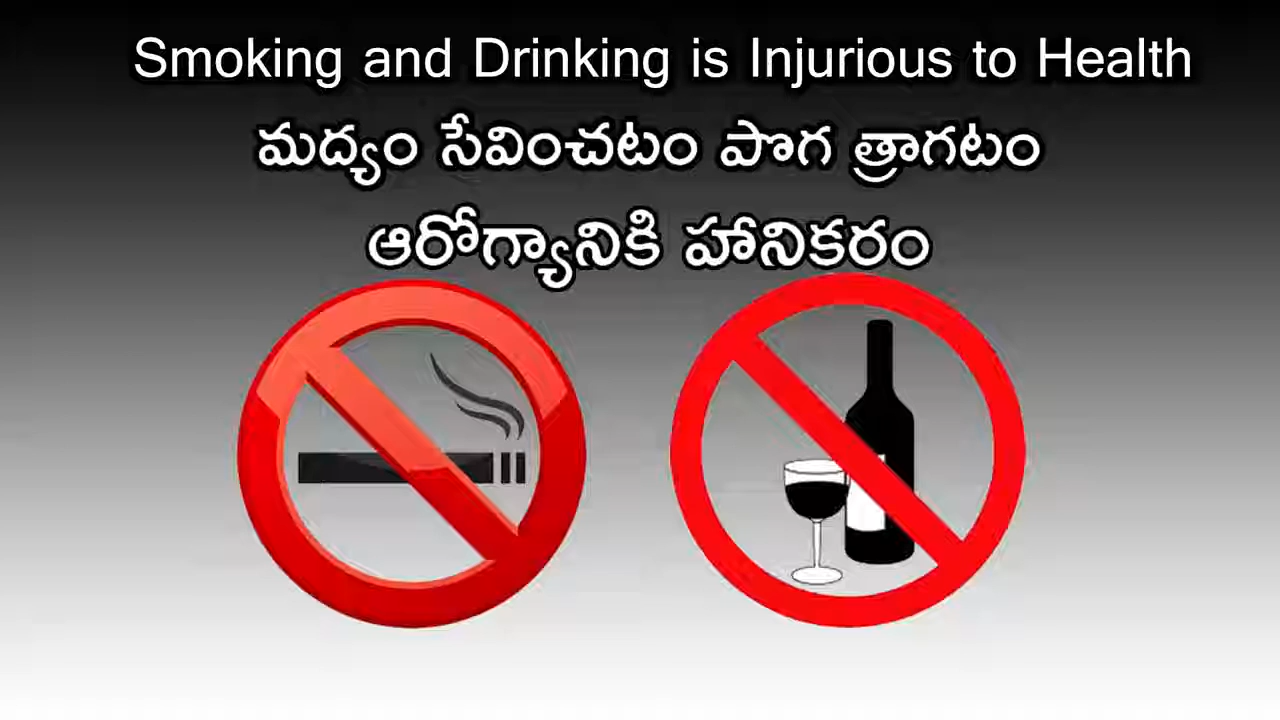 Smoking and Drinking is Injurious to Health
మద్యం సేవించటం పొగ త్రాగటం
ఆరోగ్యానికి హానికరం